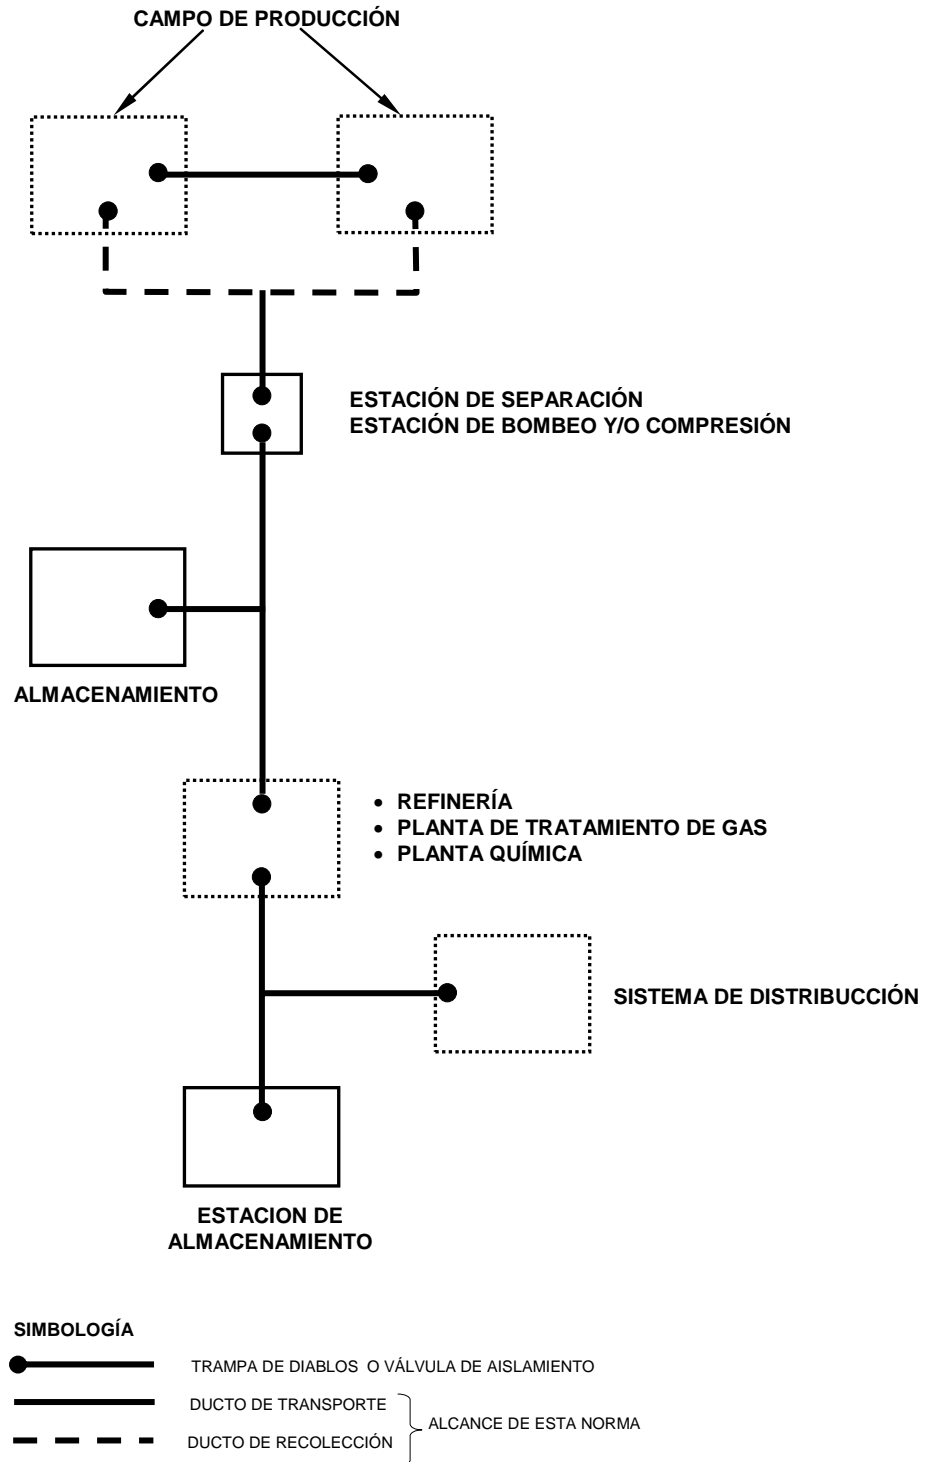 CAMPO DE PRODUCCIÓN
ESTACIÓN DE SEPARACIÓN
ESTACIÓN DE BOMBEO Y/O COMPRESIÓN
ALMACENAMIENTO
• REFINERÍA
• PLANTA DE TRATAMIENTO DE GAS
• PLANTA QUÍMICA
SISTEMA DE DISTRIBUCCIÓN
ESTACION DE
ALMACENAMIENTO
SIMBOLOGÍA
TRAMPA DE DIABLOS O VÁLVULA DE AISLAMIENTO
DUCTO DE TRANSPORTE
ALCANCE DE ESTA NORMA
DUCTO DE RECOLECCIÓN